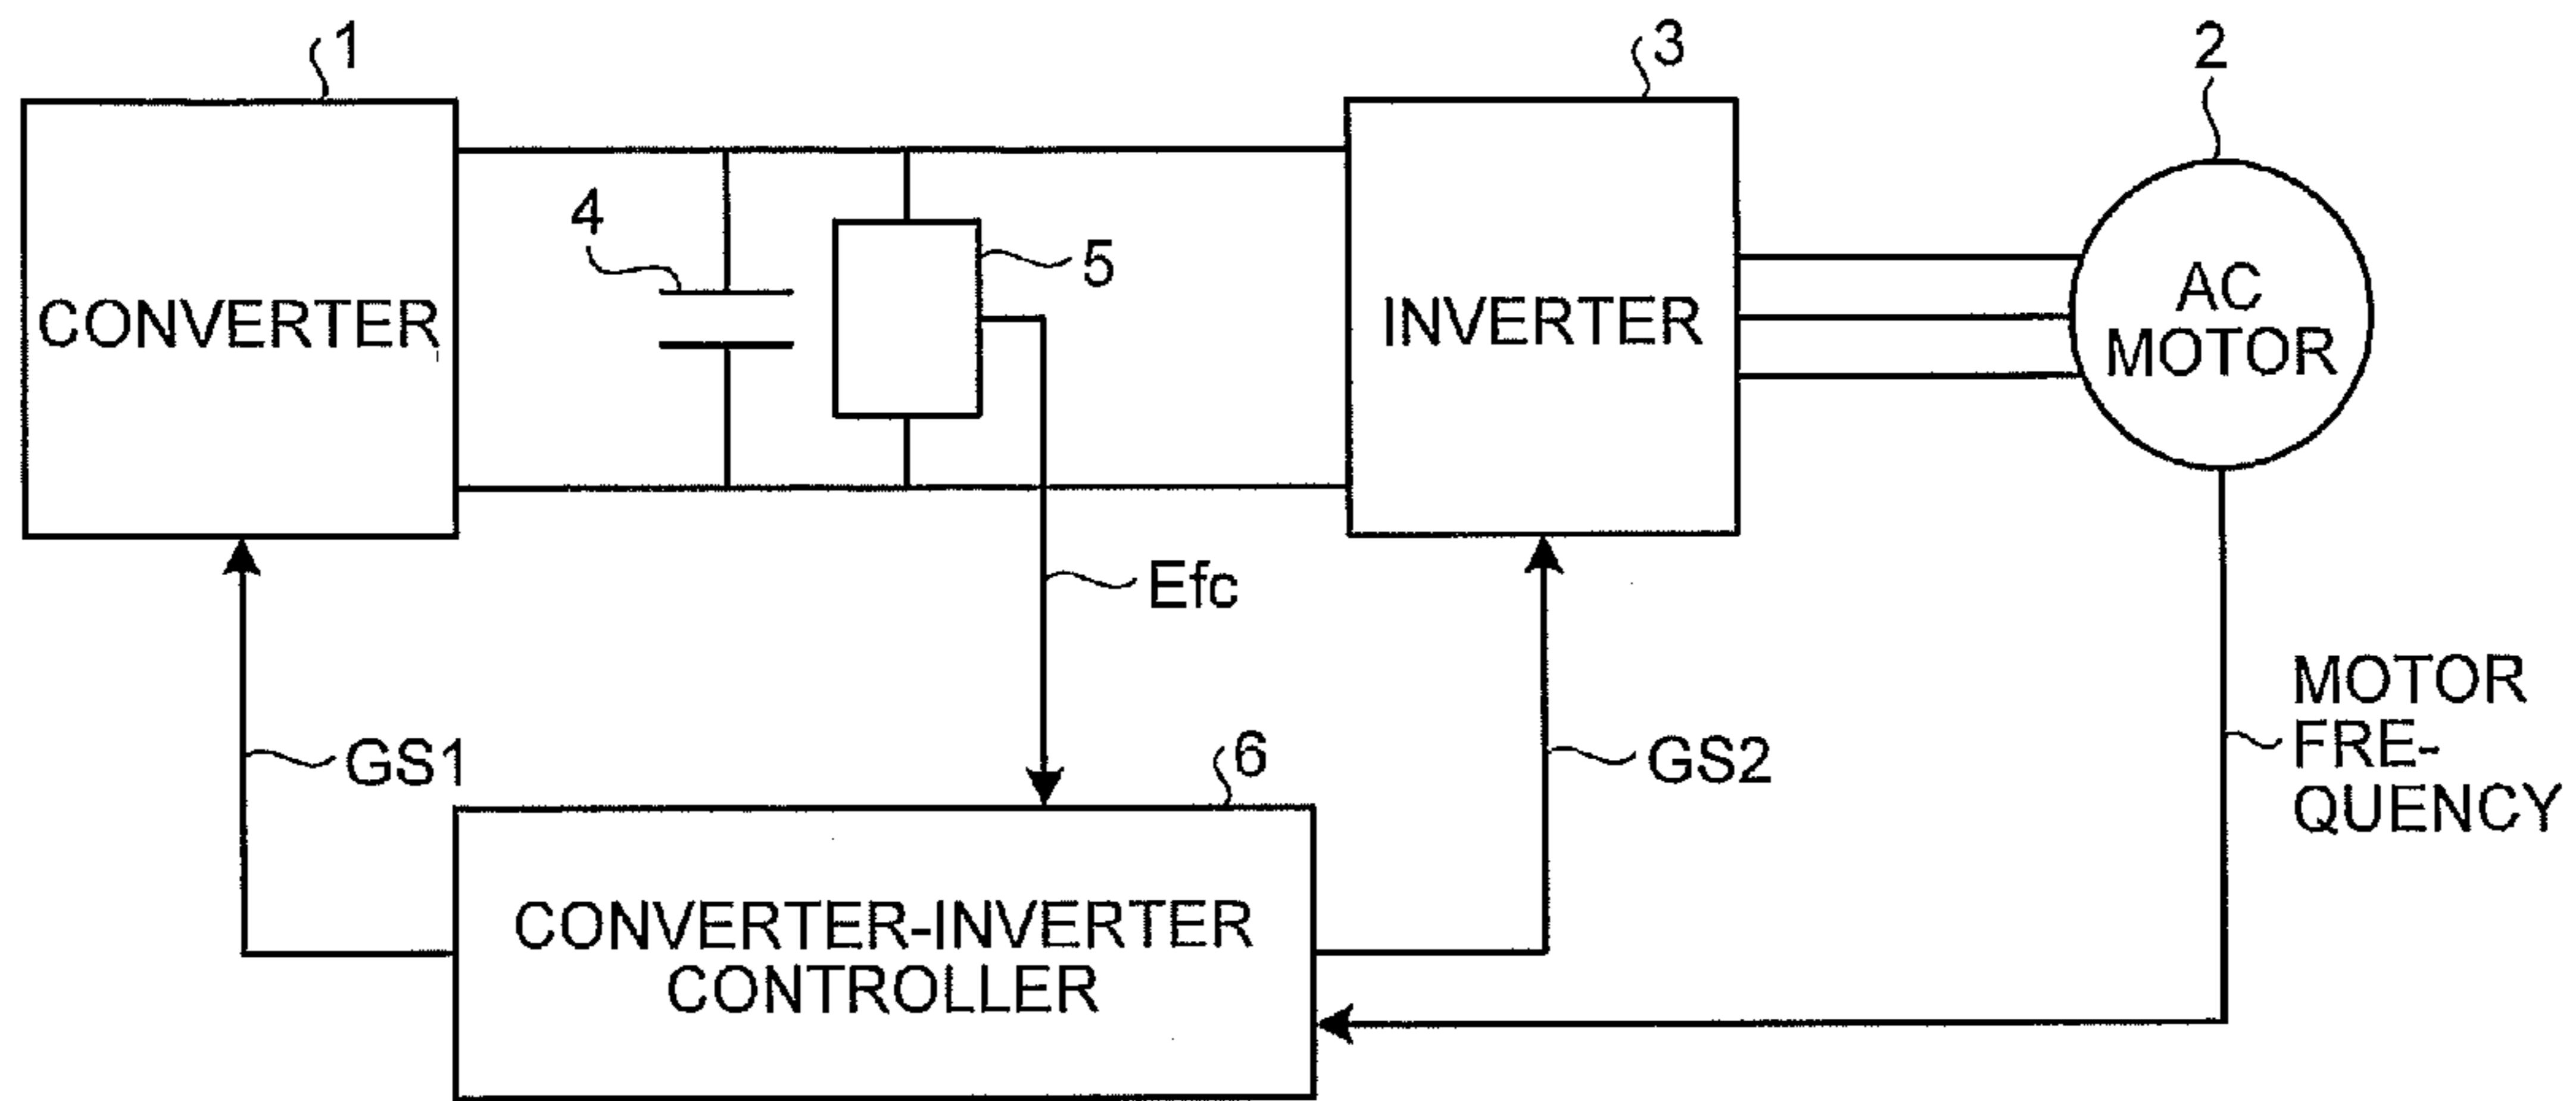 1
3
2
4
5
CONVERTER
INVERTER
AC
MOTOR
Efc
GS1
6
GS2
MOTOR
FRE-
QUENCY
CONVERTER-INVERTER
CONTROLLER